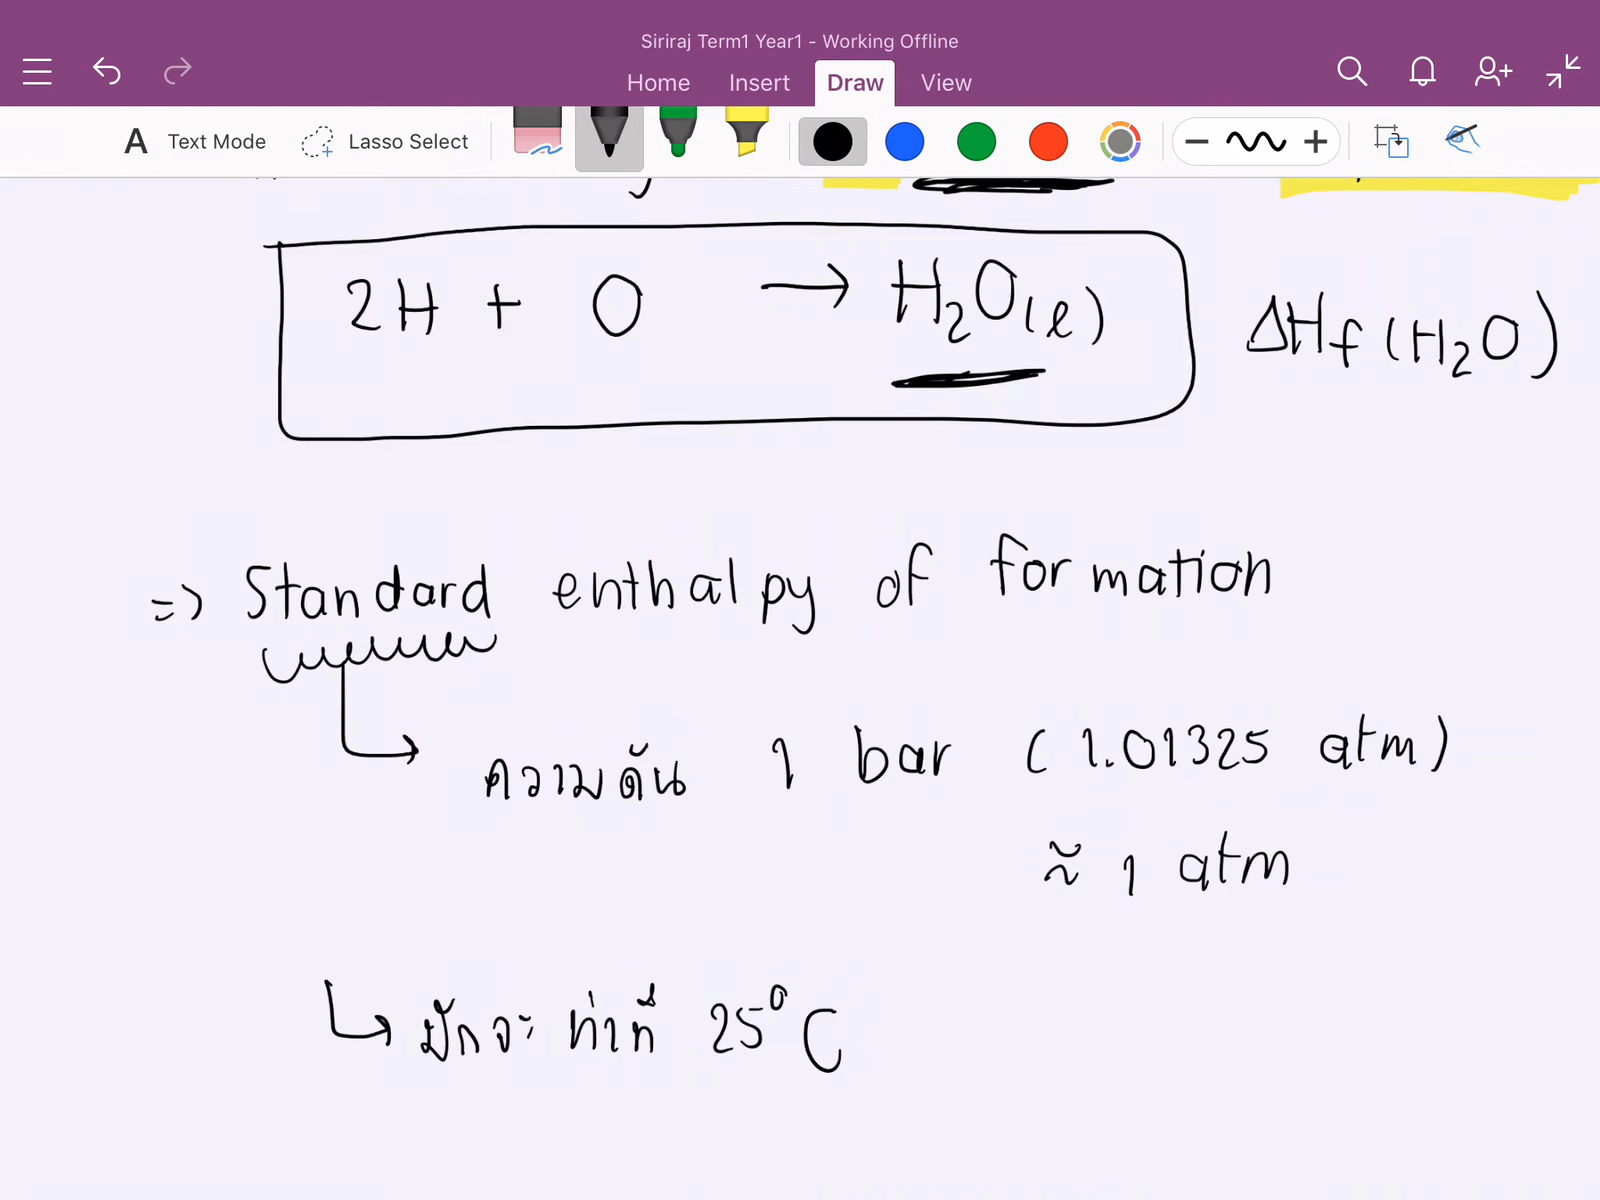 Siriraj Term1 Year1 - Working Offline
Home Insert Draw View
A Text Mode Lasso Select
2H + O → H₂O(l) ΔHf (H₂O)
=> Standard enthalpy of formation
ความดัน 1 bar (1.01325 atm)
≈ 1 atm
มักจะ ทำที่ 25°C